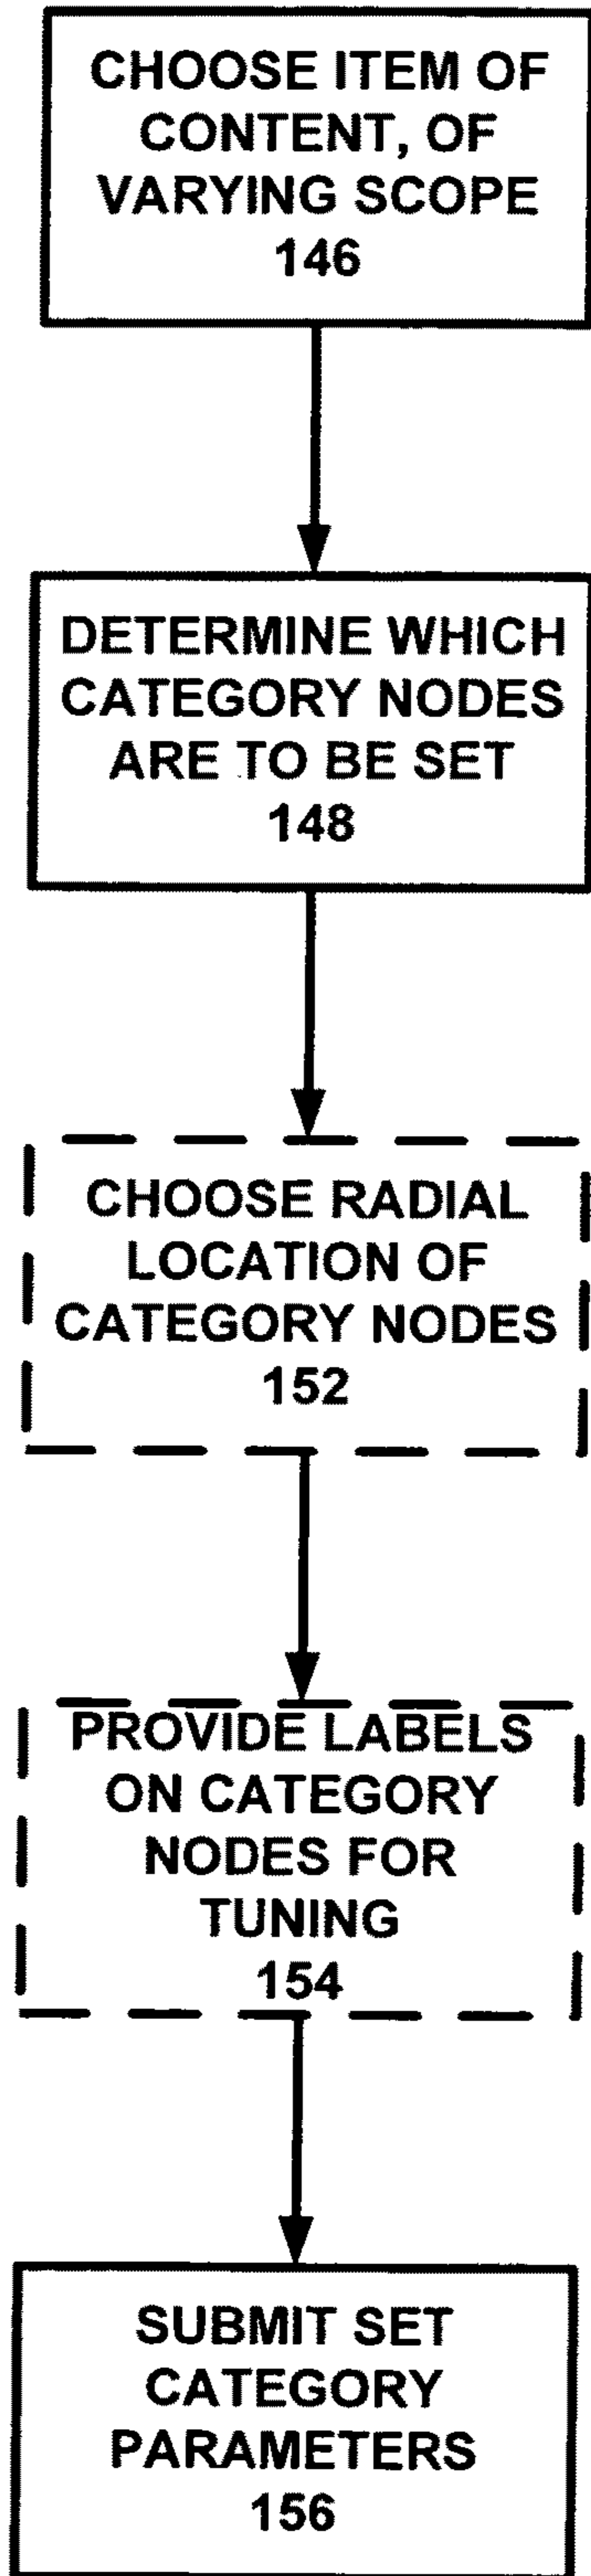 CHOOSE ITEM OF
CONTENT, OF
VARYING SCOPE
146
DETERMINE WHICH
CATEGORY NODES
ARE TO BE SET
148
CHOOSE RADIAL
LOCATION OF
CATEGORY NODES
152
PROVIDE LABELS
ON CATEGORY
NODES FOR
TUNING
154
SUBMIT SET
CATEGORY
PARAMETERS
156